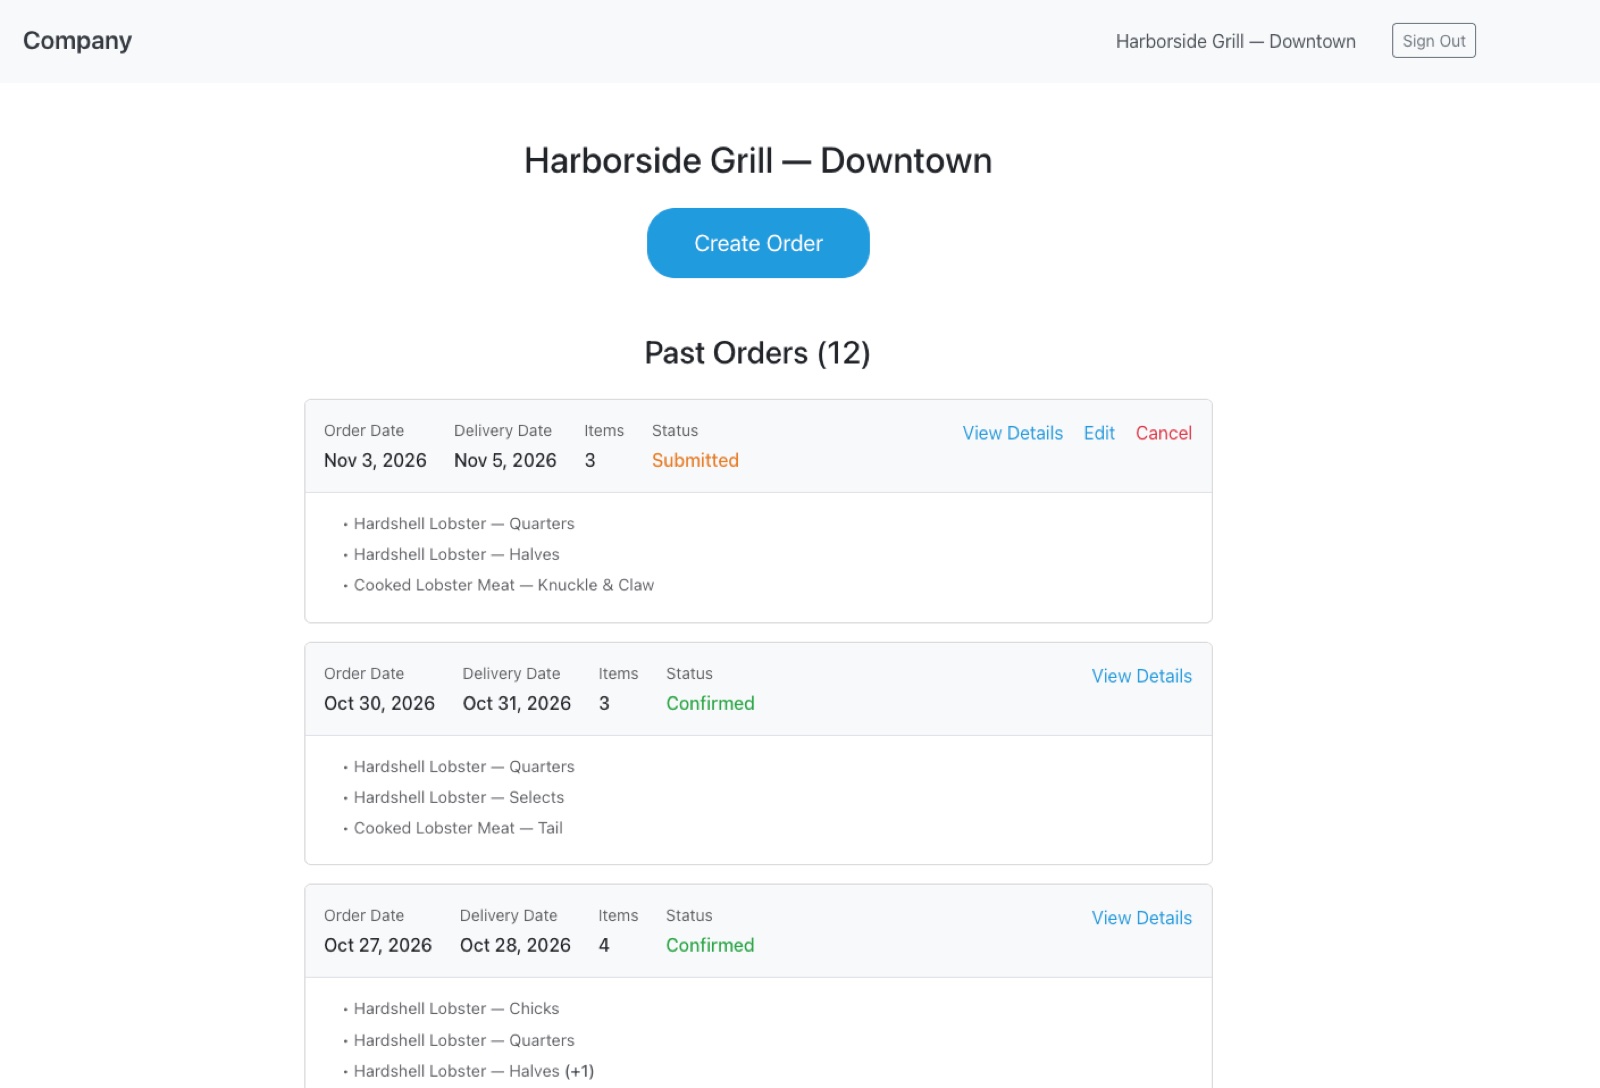 Company
Harborside Grill — Downtown
Sign Out
Harborside Grill — Downtown
Create Order
Past Orders (12)
Order Date Delivery Date Items Status
Nov 3, 2026 Nov 5, 2026 3 Submitted
View Details Edit Cancel
• Hardshell Lobster — Quarters
• Hardshell Lobster — Halves
• Cooked Lobster Meat — Knuckle & Claw
Order Date Delivery Date Items Status
Oct 30, 2026 Oct 31, 2026 3 Confirmed
View Details
• Hardshell Lobster — Quarters
• Hardshell Lobster — Selects
• Cooked Lobster Meat — Tail
Order Date Delivery Date Items Status
Oct 27, 2026 Oct 28, 2026 4 Confirmed
View Details
• Hardshell Lobster — Chicks
• Hardshell Lobster — Quarters
• Hardshell Lobster — Halves (+1)